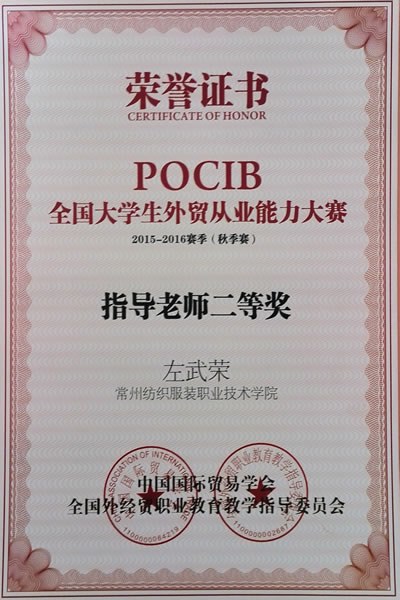 荣誉证书
CERTIFICATE OF HONOR
POCIB
全国大学生外贸从业能力大赛
2015-2016赛季（秋季赛）
指导老师二等奖
左武荣
常州纺织服装职业技术学院
中国国际贸易学会
全国外经贸职业教育教学指导委员会